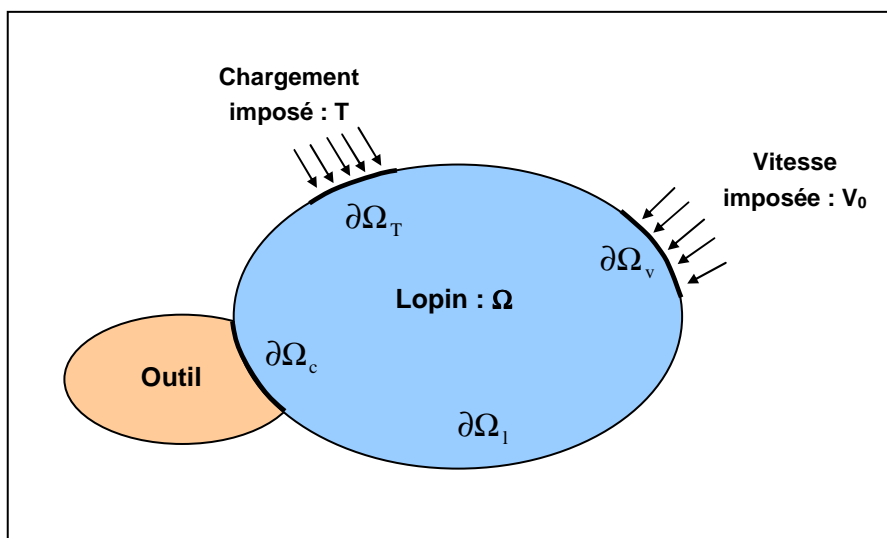 Chargement
imposé : T
Vitesse
imposée : V₀
∂Ω_T
∂Ω_v
Lopin : Ω
∂Ω_c
Outil
∂Ω_l